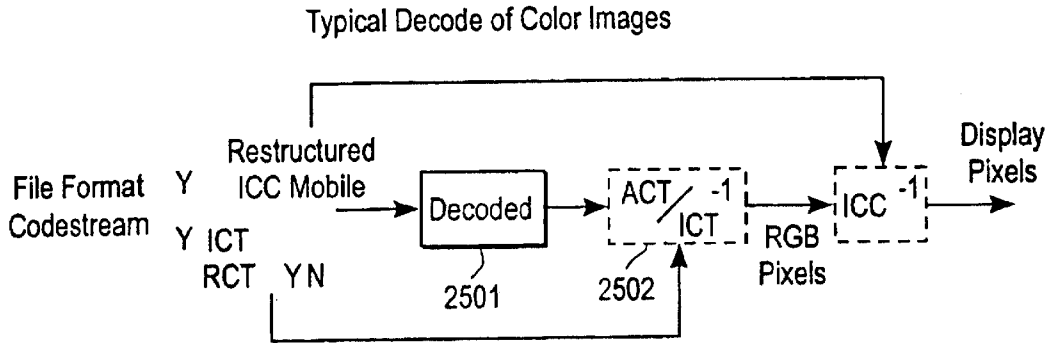 Typical Decode of Color Images
File Format
Codestream
Y
Y
Restructured
ICC Mobile
ICT
RCT Y N
Decoded
2501
ACT / ICT -1
2502
RGB
Pixels
ICC -1
Display
Pixels